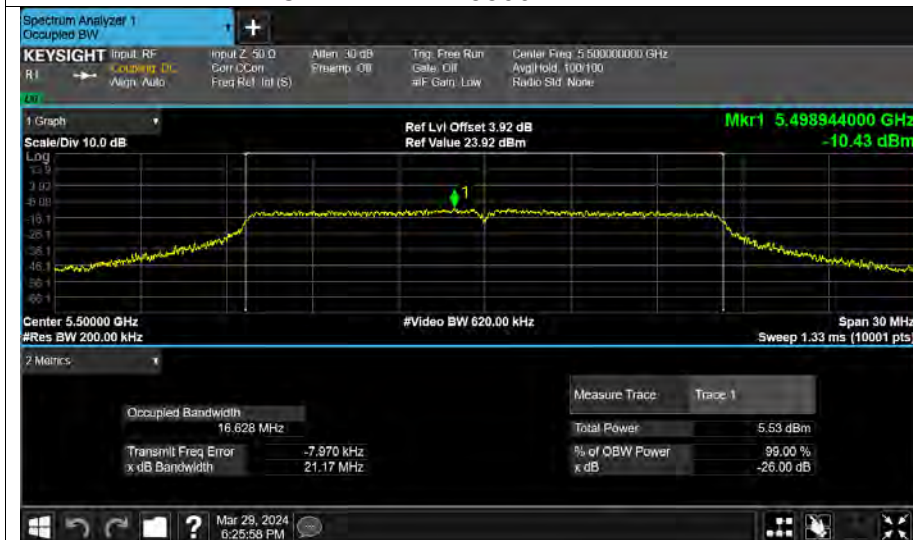 Spectrum Analyzer 1
Occupied BW
+
KEYSIGHT Input: RF Input Z: 50 Ω Atten: 30 dB Trig: Free Run Center Freq: 5.500000000 GHz
Coupling: DC Corr CCorr Preamp: Off Gate: Off Avg|Hold: 100/100
Align: Auto Freq Ref: Int (S) #IF Gain: Low Radio Std: None
1 Graph
Ref Lvl Offset 3.92 dB Mkr1 5.498944000 GHz
Scale/Div 10.0 dB Ref Value 23.92 dBm -10.43 dBm
Log
13.9
3.92
1
-6.08
-16.1
-26.1
-36.1
-46.1
-56.1
-66.1
Center 5.50000 GHz #Video BW 620.00 kHz Span 30 MHz
#Res BW 200.00 kHz Sweep 1.33 ms (10001 pts)
2 Metrics
Measure Trace Trace 1
Occupied Bandwidth
16.628 MHz Total Power 5.53 dBm
Transmit Freq Error -7.970 kHz % of OBW Power 99.00 %
x dB Bandwidth 21.17 MHz x dB -26.00 dB
? Mar 29, 2024
6:25:58 PM